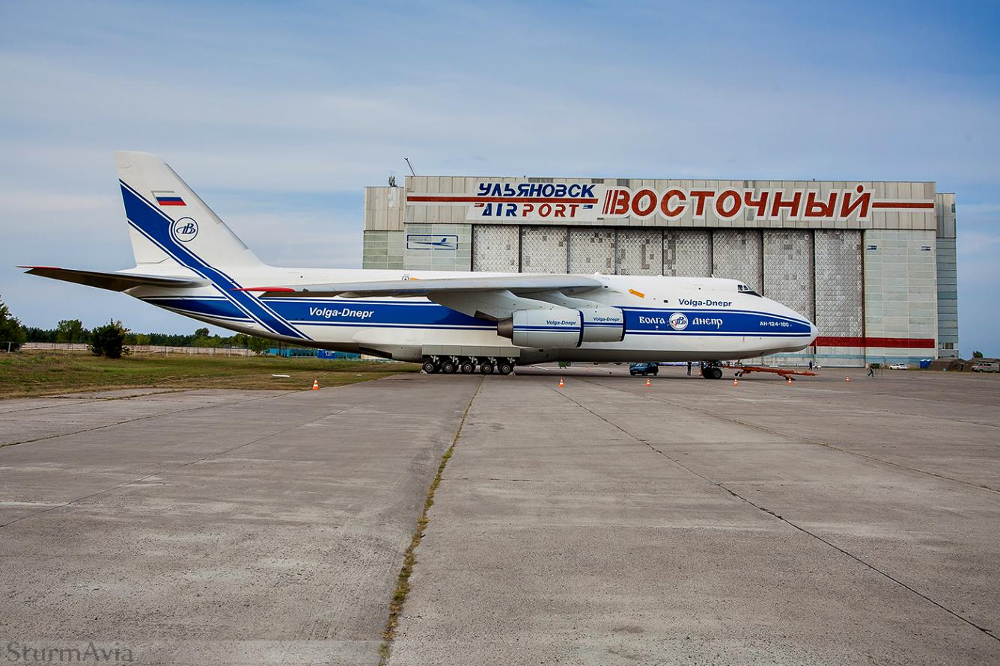 УЛЬЯНОВСК
AIRPORT
ВОСТОЧНЫЙ
Volga-Dnepr
Volga-Dnepr
Volga-Dnepr
Volga-Dnepr
ВОЛГА ДНЕПР
АН-124-100
SturmAvia